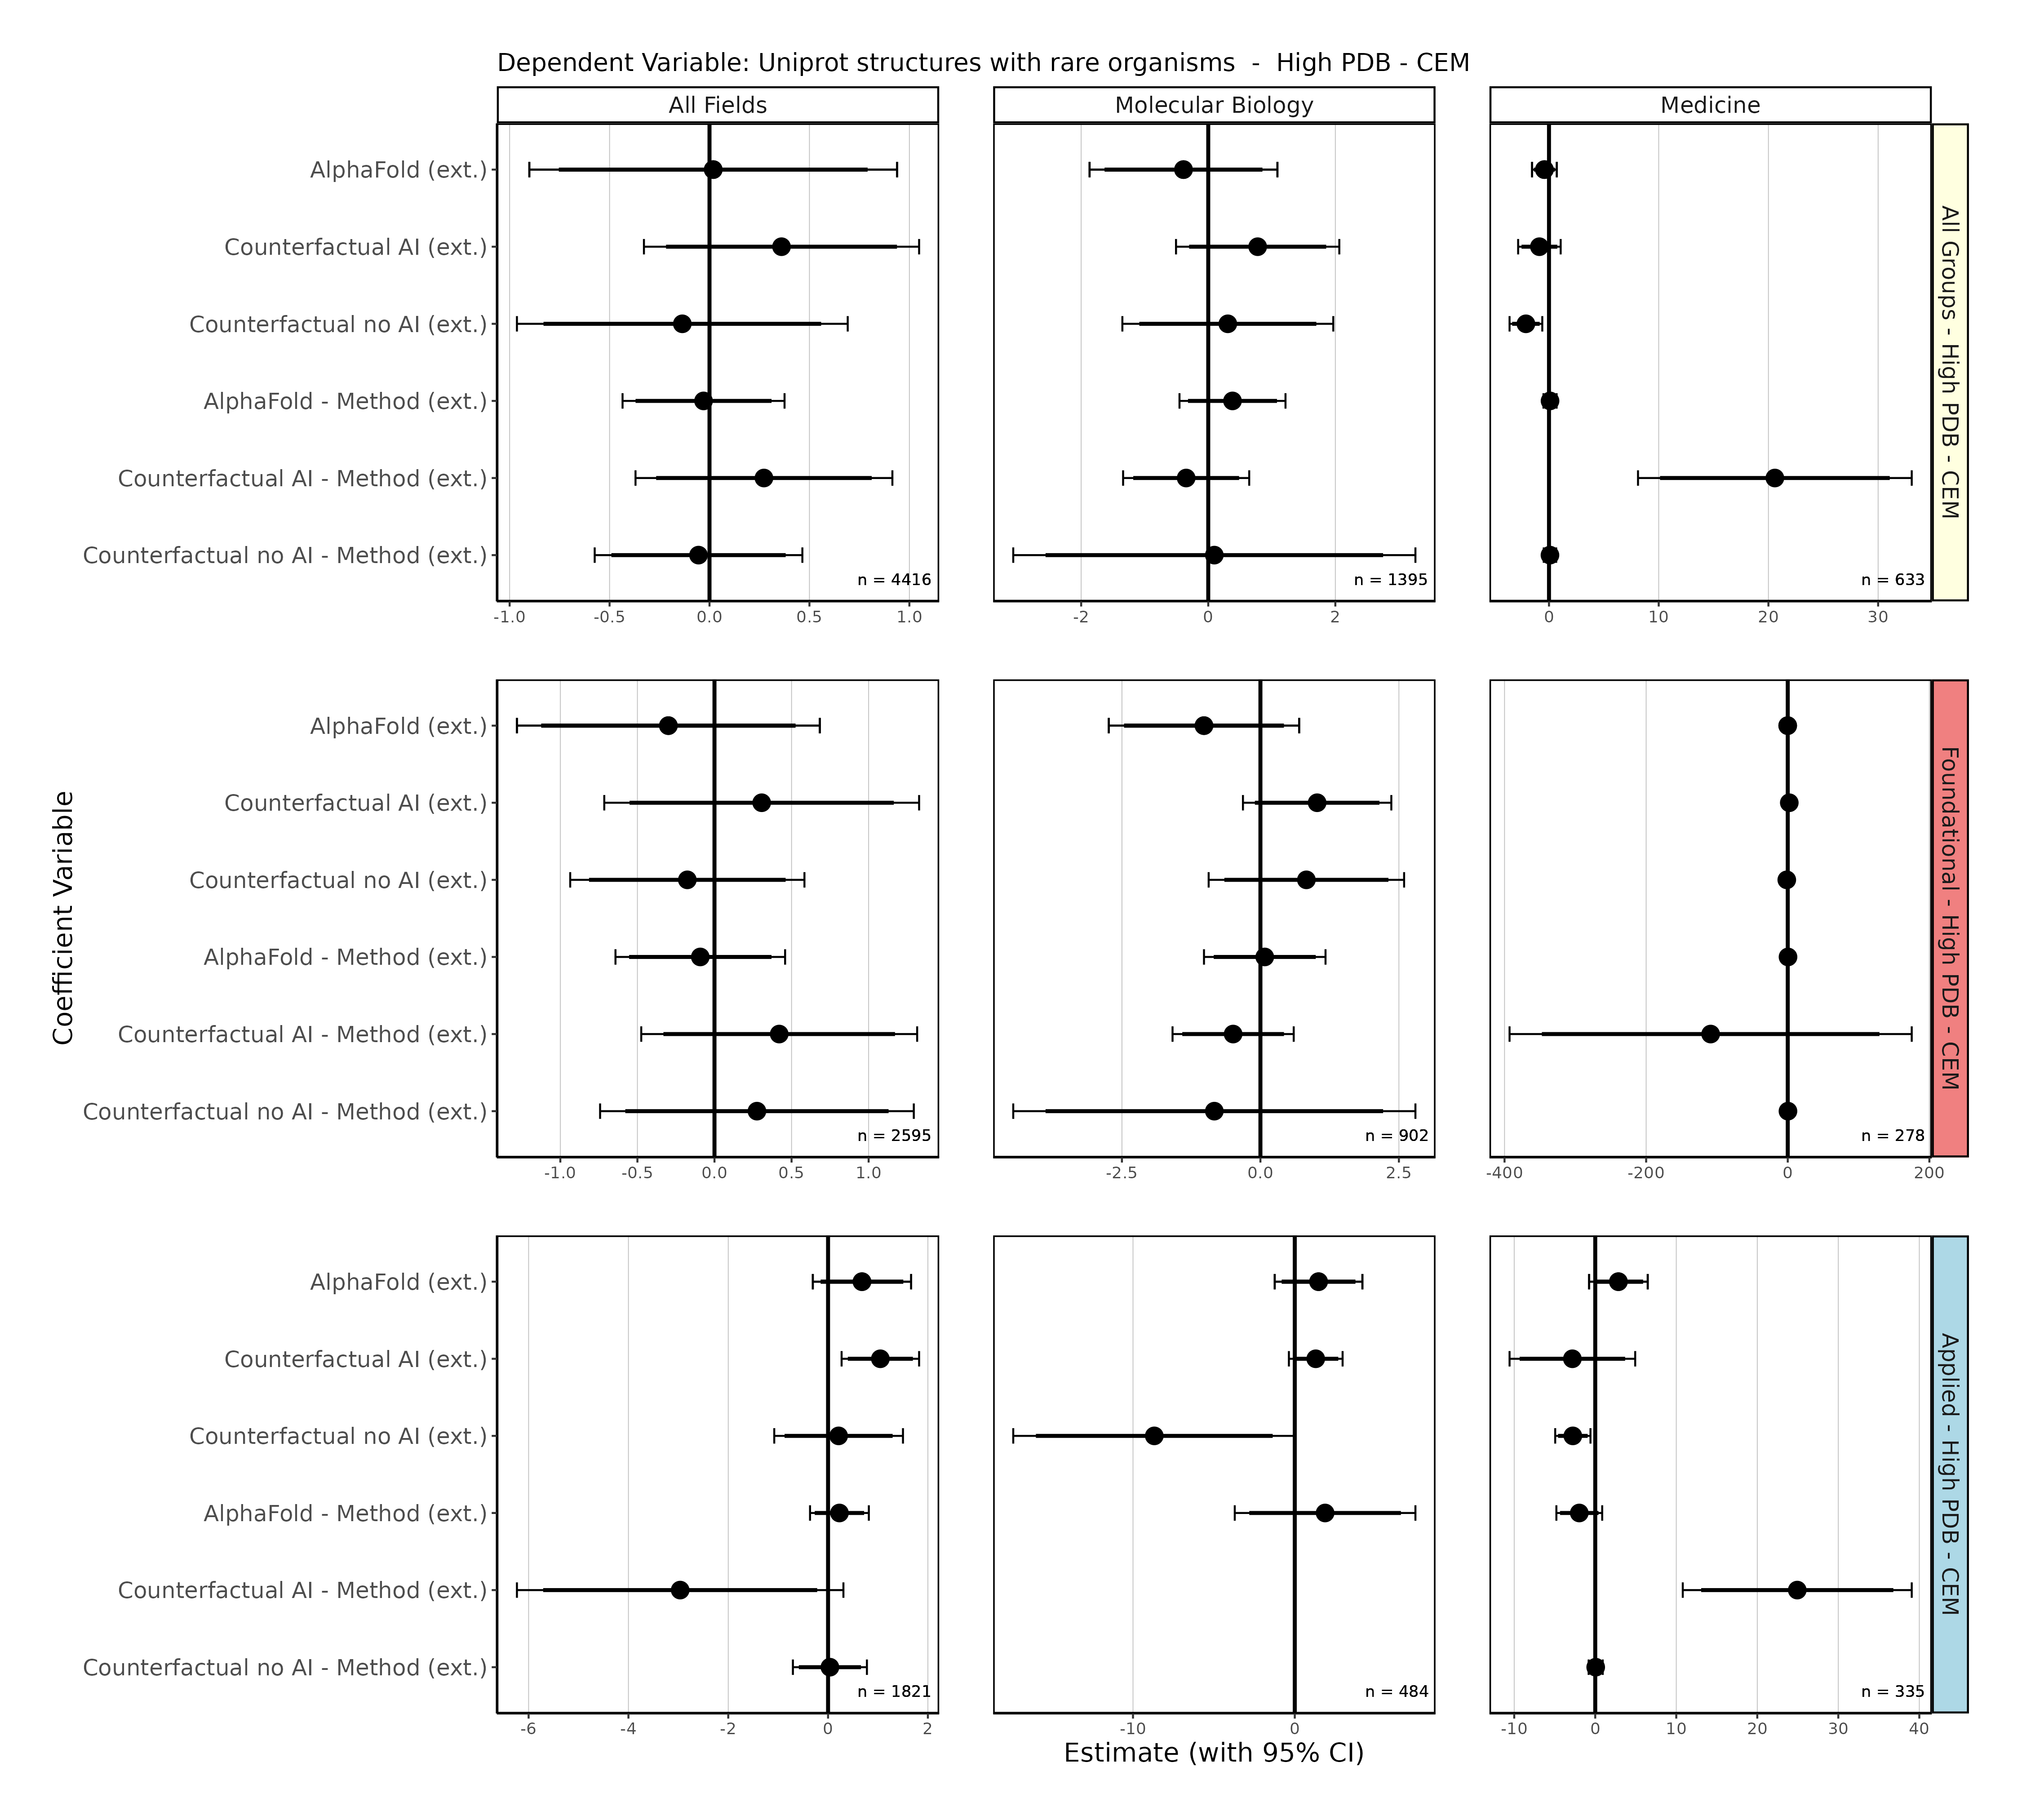 Dependent Variable: Uniprot structures with rare organisms - High PDB - CEM
All Fields
Molecular Biology
Medicine
AlphaFold (ext.)
Counterfactual AI (ext.)
Counterfactual no AI (ext.)
AlphaFold - Method (ext.)
Counterfactual AI - Method (ext.)
Counterfactual no AI - Method (ext.)
n = 4416
n = 1395
n = 633
-1.0 -0.5 0.0 0.5 1.0
-2 0 2
0 10 20 30
All Groups - High PDB - CEM
Coefficient Variable
AlphaFold (ext.)
Counterfactual AI (ext.)
Counterfactual no AI (ext.)
AlphaFold - Method (ext.)
Counterfactual AI - Method (ext.)
Counterfactual no AI - Method (ext.)
n = 2595
n = 902
n = 278
-1.0 -0.5 0.0 0.5 1.0
-2.5 0.0 2.5
-400 -200 0 200
Foundational - High PDB - CEM
AlphaFold (ext.)
Counterfactual AI (ext.)
Counterfactual no AI (ext.)
AlphaFold - Method (ext.)
Counterfactual AI - Method (ext.)
Counterfactual no AI - Method (ext.)
n = 1821
n = 484
n = 335
-6 -4 -2 0 2
-10 0
-10 0 10 20 30 40
Applied - High PDB - CEM
Estimate (with 95% CI)